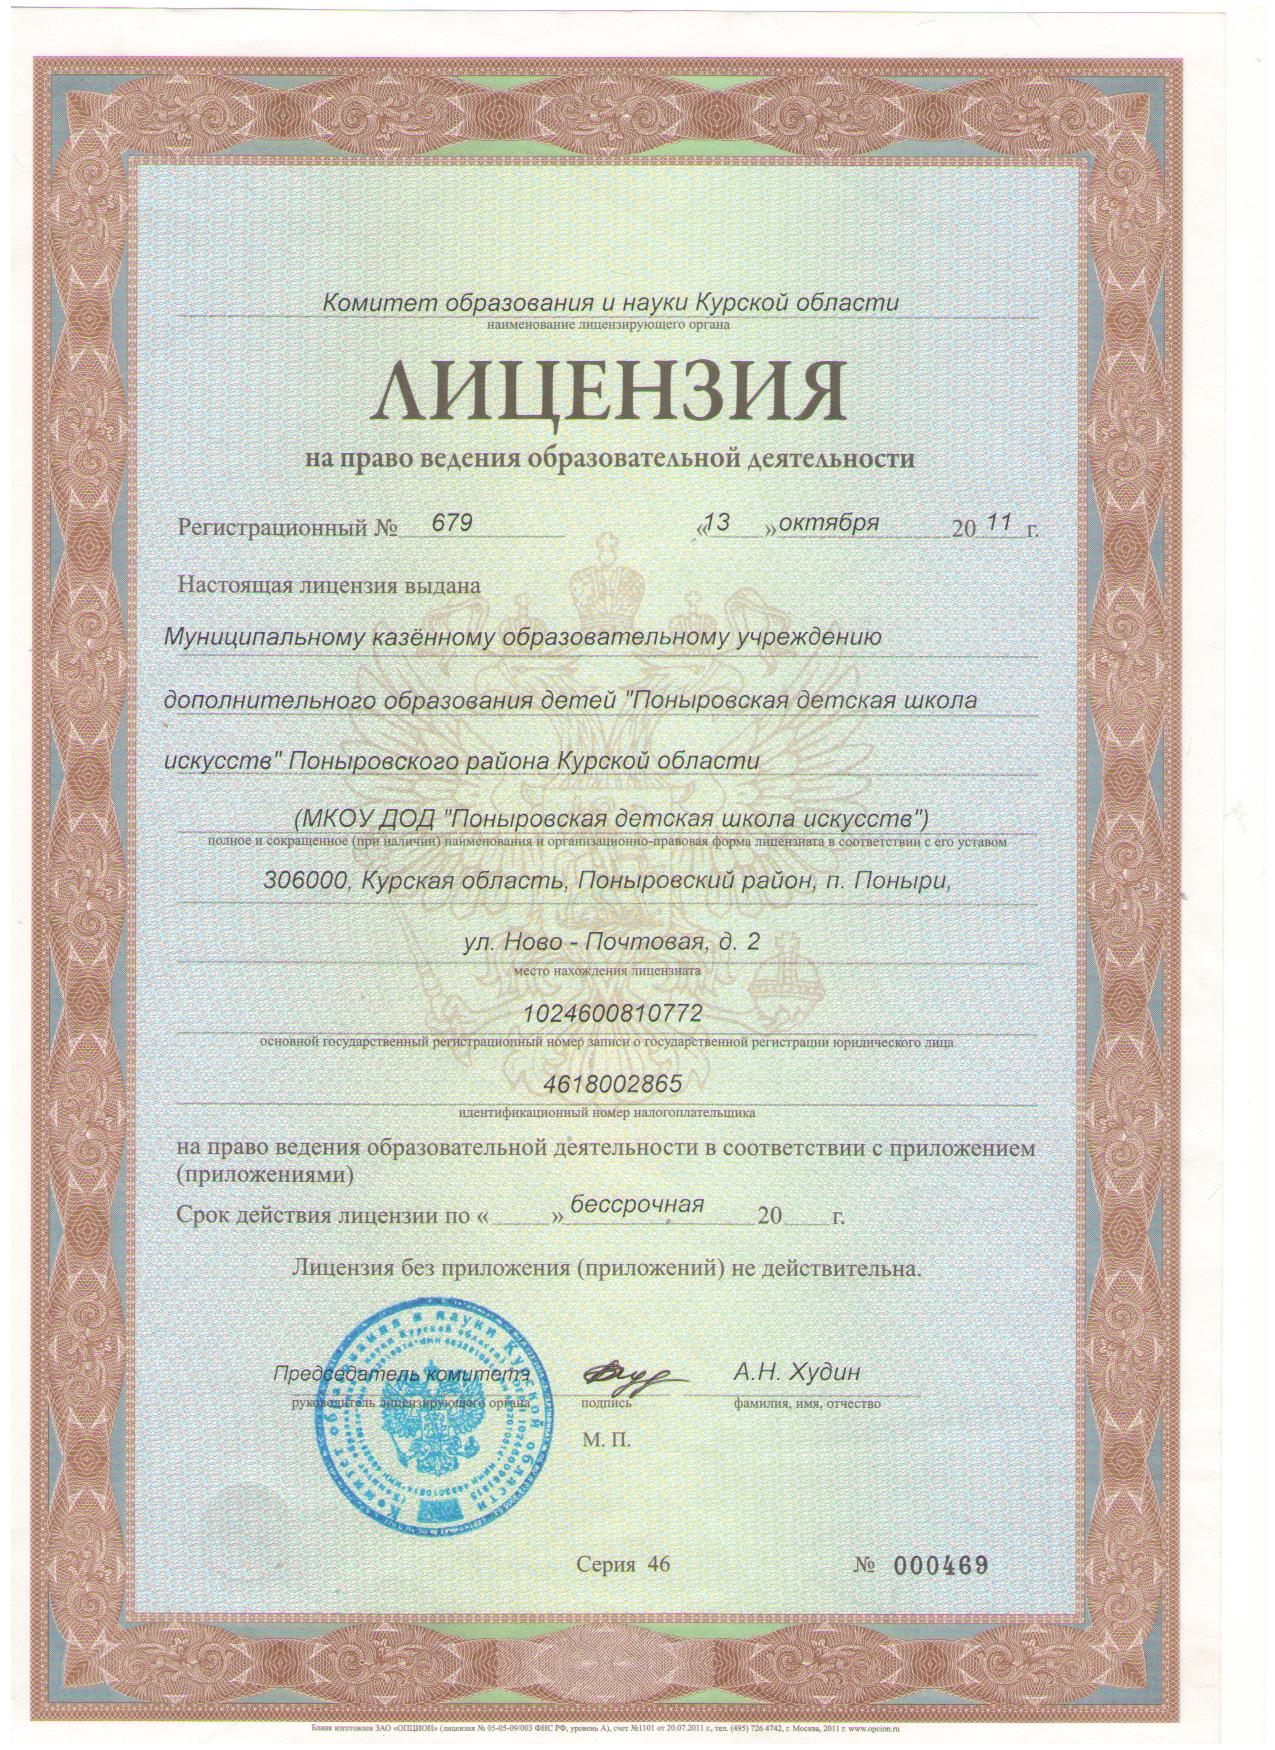 Комитет образования и науки Курской области
наименование лицензирующего органа
ЛИЦЕНЗИЯ
на право ведения образовательной деятельности
Регистрационный № 679 «13 » октября 20 11 г.
Настоящая лицензия выдана
Муниципальному казённому образовательному учреждению
дополнительного образования детей "Поныровская детская школа
искусств" Поныровского района Курской области
(МКОУ ДОД "Поныровская детская школа искусств")
полное и сокращенное (при наличии) наименования и организационно-правовая форма лицензиата в соответствии с его уставом
306000, Курская область, Поныровский район, п. Поныри,
ул. Ново - Почтовая, д. 2
место нахождения лицензиата
1024600810772
основной государственный регистрационный номер записи о государственной регистрации юридического лица
4618002865
идентификационный номер налогоплательщика
на право ведения образовательной деятельности в соответствии с приложением
(приложениями)
Срок действия лицензии по « » бессрочная 20 г.
Лицензия без приложения (приложений) не действительна.
Председатель комитета А.Н. Худин
руководитель лицензирующего органа подпись фамилия, имя, отчество
М. П.
Комитет образования и науки Курской области
Серия 46 № 000469
Бланк изготовлен ЗАО «ОПЦИОН» (лицензия № 05-05-09/003 ФНС РФ, уровень А), счет №1101 от 20.07.2011 г., тел. (495) 726 4742, г. Москва, 2011 г. www.opcion.ru